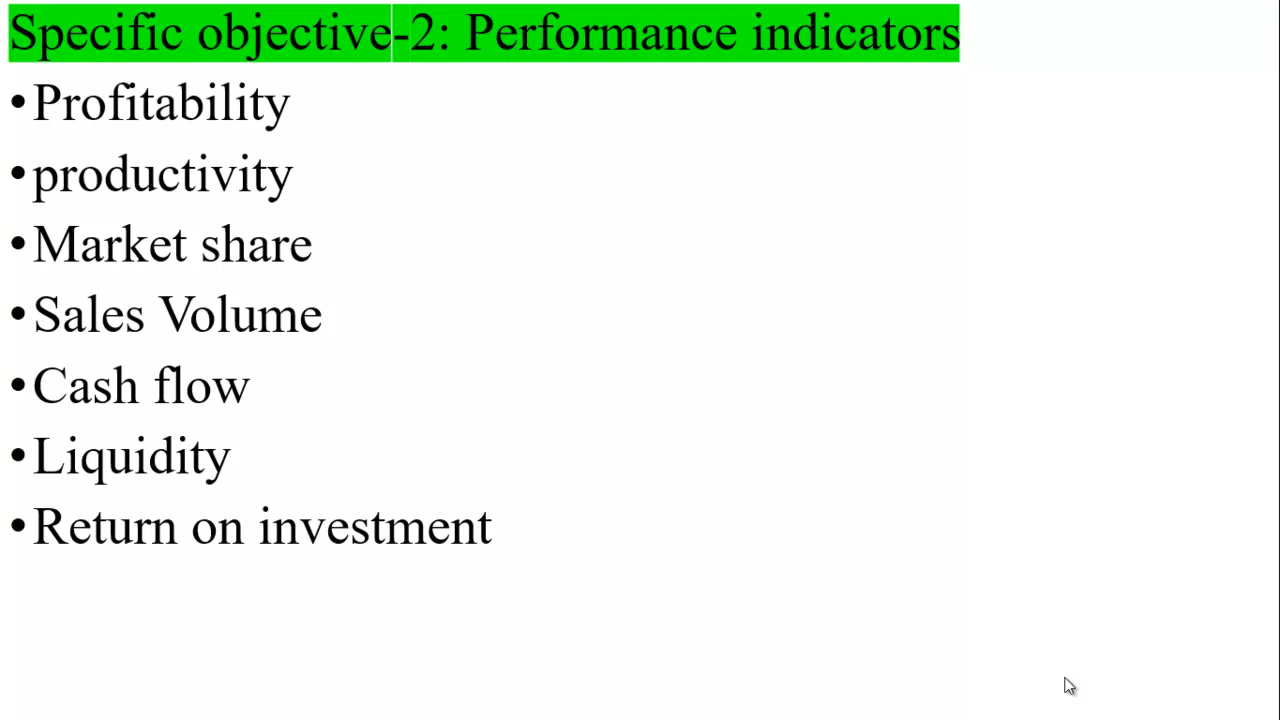 Specific objective-2: Performance indicators
•Profitability
•productivity
•Market share
•Sales Volume
•Cash flow
•Liquidity
•Return on investment